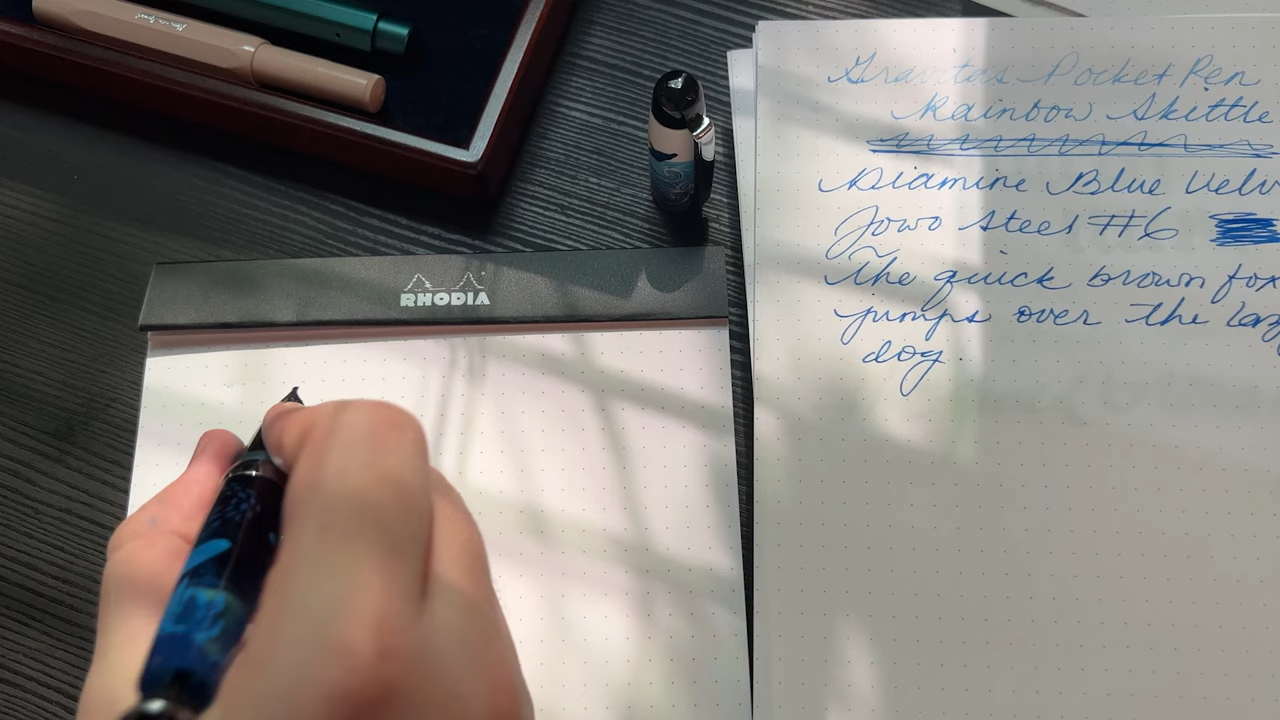 RHODIA
Gravitas Pocket Pen
Rainbow Skittle
Diamine Blue Velv
Jowo Steel #6
The quick brown fox
jumps over the laz
dog